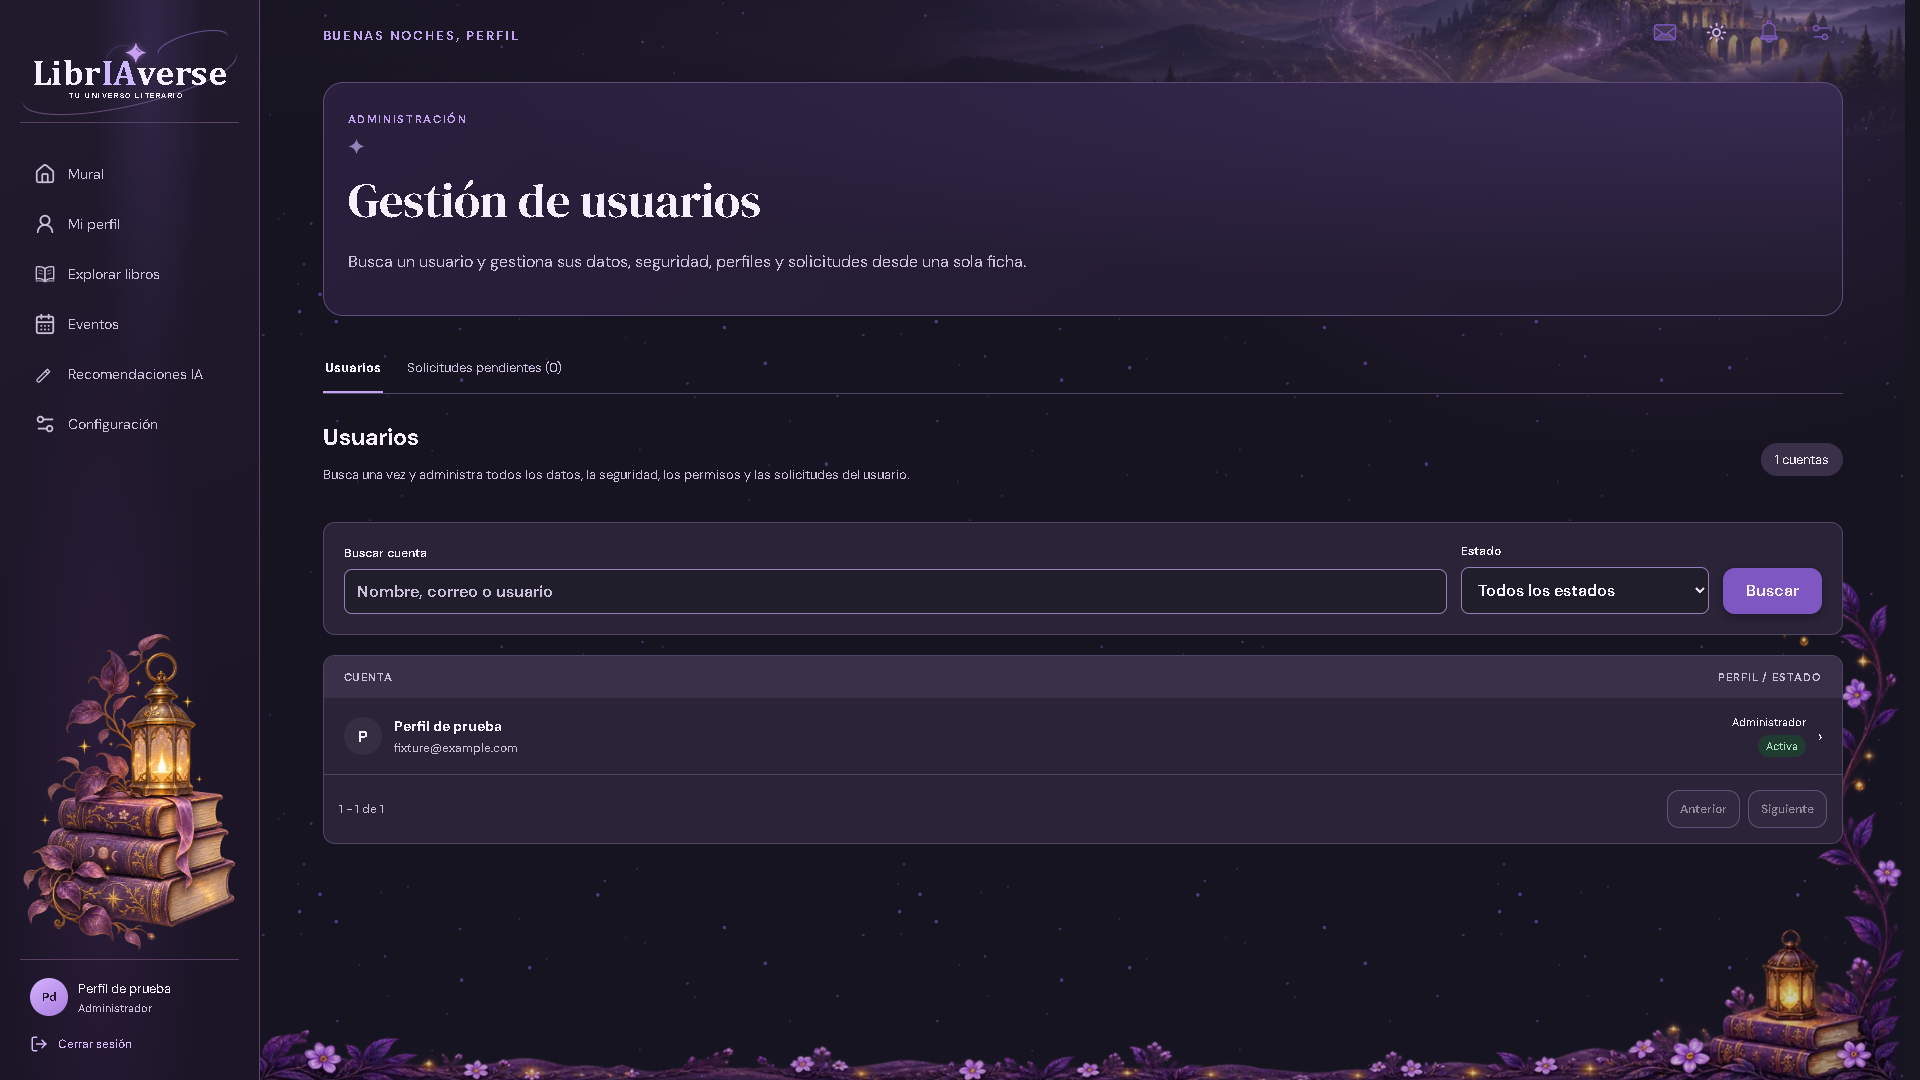 LibrIAverse
TU UNIVERSO LITERARIO
Mural
Mi perfil
Explorar libros
Eventos
Recomendaciones IA
Configuración
Pd
Perfil de prueba
Administrador
Cerrar sesión
BUENAS NOCHES, PERFIL
ADMINISTRACIÓN
Gestión de usuarios
Busca un usuario y gestiona sus datos, seguridad, perfiles y solicitudes desde una sola ficha.
Usuarios
Solicitudes pendientes (0)
Usuarios
Busca una vez y administra todos los datos, la seguridad, los permisos y las solicitudes del usuario.
1 cuentas
Buscar cuenta
Nombre, correo o usuario
Estado
Todos los estados
Buscar
CUENTA
PERFIL / ESTADO
P
Perfil de prueba
fixture@example.com
Administrador
Activa
1 – 1 de 1
Anterior
Siguiente